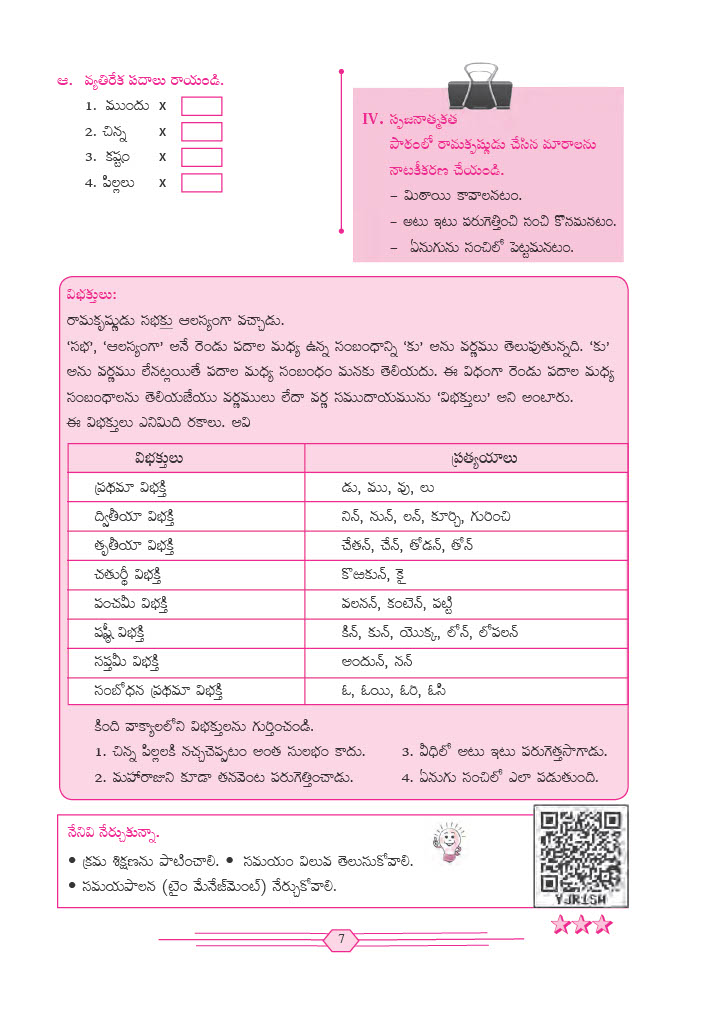 ఆ. వ్యతిరేక పదాలు రాయండి.
1. ముందు x
2. చిన్న x
3. కష్టం x
4. పిల్లలు x
IV. సృజనాత్మకత
పాఠంలో రామకృష్ణుడు చేసిన మారాలను
నాటకీకరణ చేయండి.
– మిఠాయి కావాలనటం.
– అటు ఇటు పరుగెత్తించి సంచి కొనమనటం.
– ఏనుగును సంచిలో పెట్టమనటం.
విభక్తులు:
రామకృష్ణుడు సభకు ఆలస్యంగా వచ్చాడు.
‘సభ’, ‘ఆలస్యంగా’ అనే రెండు పదాల మధ్య ఉన్న సంబంధాన్ని ‘కు’ అను వర్ణము తెలుపుతున్నది. ‘కు’
అను వర్ణము లేనట్లయితే పదాల మధ్య సంబంధం మనకు తెలియదు. ఈ విధంగా రెండు పదాల మధ్య
సంబంధాలను తెలియజేయు వర్ణములు లేదా వర్ణ సముదాయమును ‘విభక్తులు’ అని అంటారు.
ఈ విభక్తులు ఎనిమిది రకాలు. అవి
విభక్తులు ప్రత్యయాలు
ప్రథమా విభక్తి డు, ము, వు, లు
ద్వితీయా విభక్తి నిన్, నున్, లన్, కూర్చి, గురించి
తృతీయా విభక్తి చేతన్, చేన్, తోడన్, తోన్
చతుర్థీ విభక్తి కొఱకున్, కై
పంచమీ విభక్తి వలనన్, కంటెన్, పట్టి
షష్ఠీ విభక్తి కిన్, కున్, యొక్క, లోన్, లోపలన్
సప్తమీ విభక్తి అందున్, నన్
సంబోధన ప్రథమా విభక్తి ఓ, ఓయి, ఓరి, ఓసి
కింది వాక్యాలలోని విభక్తులను గుర్తించండి.
1. చిన్న పిల్లలకి నచ్చచెప్పటం అంత సులభం కాదు. 3. వీధిలో అటు ఇటు పరుగెత్తసాగాడు.
2. మహారాజుని కూడా తనవెంట పరుగెత్తించాడు. 4. ఏనుగు సంచిలో ఎలా పడుతుంది.
నేనివి నేర్చుకున్నా.
• క్రమ శిక్షణను పాటించాలి. • సమయం విలువ తెలుసుకోవాలి.
• సమయపాలన (టైం మేనేజ్‌మెంట్) నేర్చుకోవాలి.
YJR1SH
7